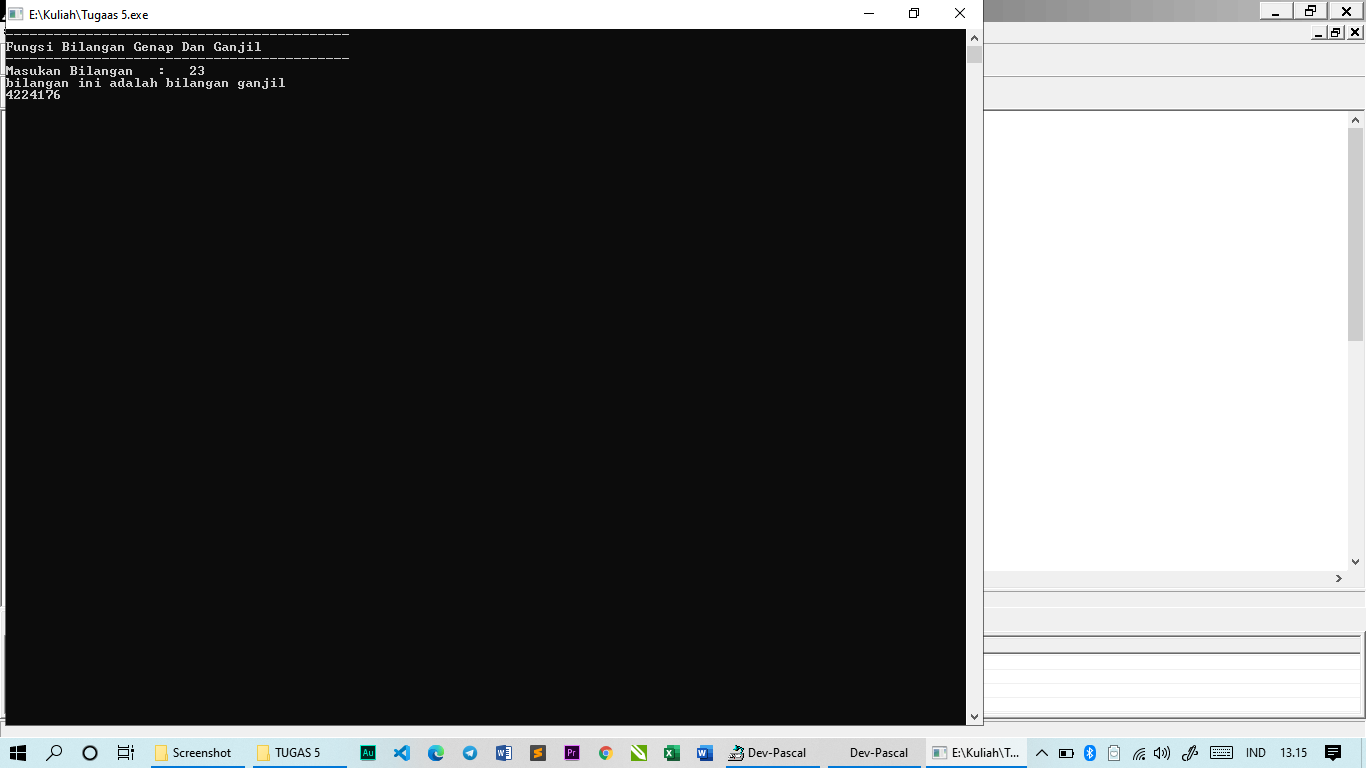 E:\Kuliah\Tugaas 5.exe
-------------------------------------------
Fungsi Bilangan Genap Dan Ganjil
-------------------------------------------
Masukan Bilangan   :   23
bilangan ini adalah bilangan ganjil
4224176
Screenshot
TUGAS 5
Dev-Pascal
Dev-Pascal
E:\Kuliah\T...
IND
13.15